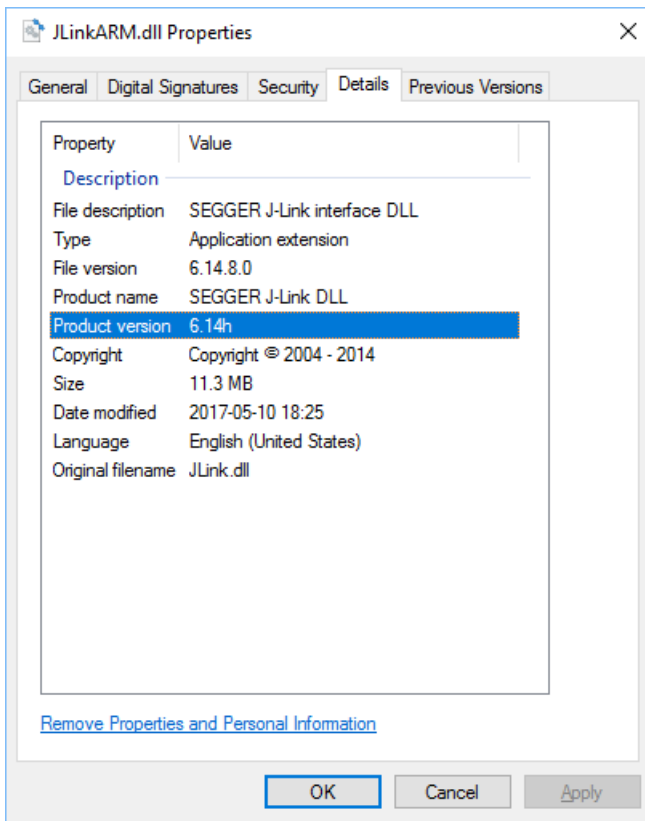 JLinkARM.dll Properties
General Digital Signatures Security Details Previous Versions
Property Value
Description
File description SEGGER J-Link interface DLL
Type Application extension
File version 6.14.8.0
Product name SEGGER J-Link DLL
Product version 6.14h
Copyright Copyright © 2004 - 2014
Size 11.3 MB
Date modified 2017-05-10 18:25
Language English (United States)
Original filename JLink.dll
Remove Properties and Personal Information
OK Cancel Apply